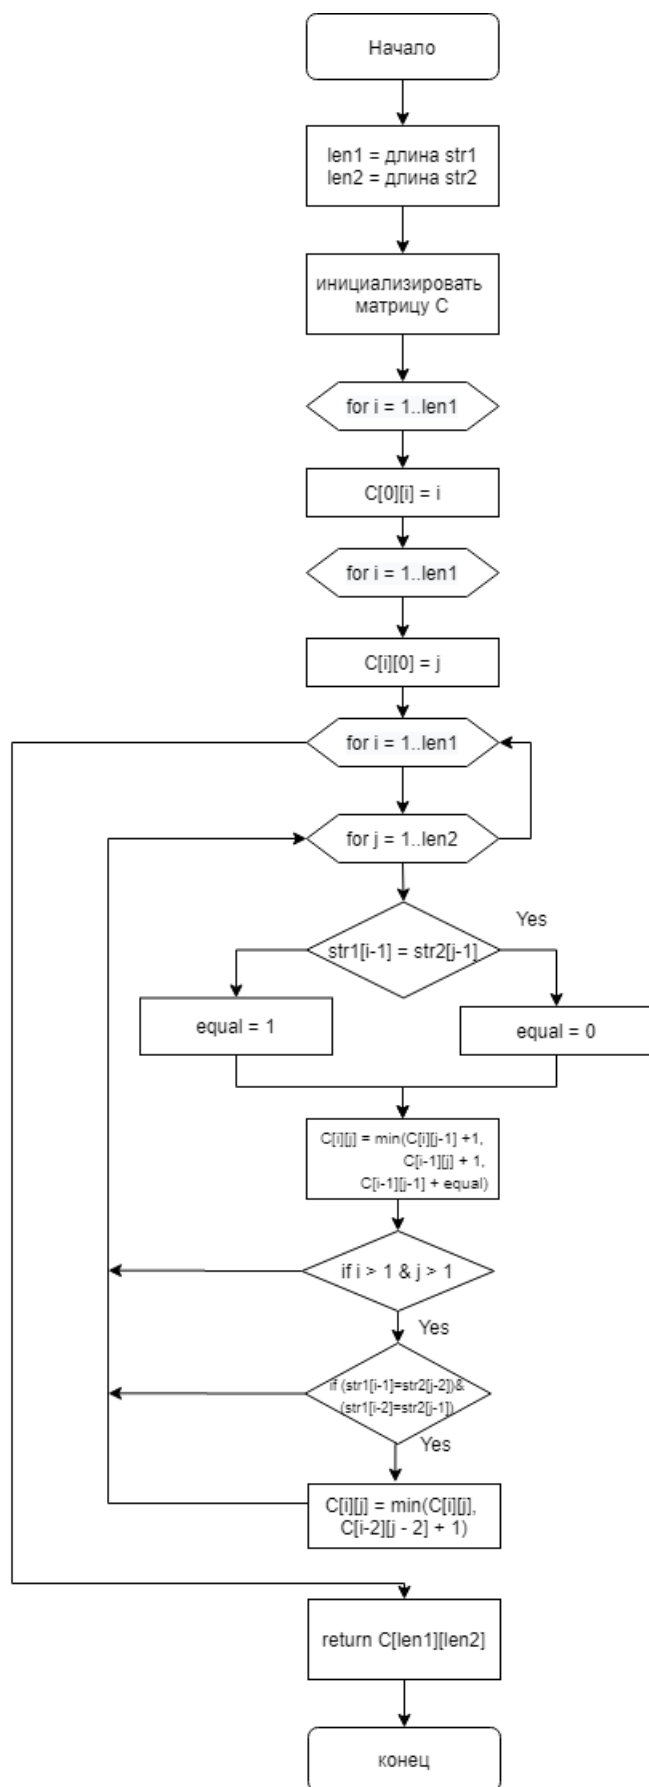 Начало
len1 = длина str1
len2 = длина str2
инициализировать
матрицу С
for i = 1..len1
C[0][i] = i
for i = 1..len1
C[i][0] = j
for i = 1..len1
for j = 1..len2
Yes
str1[i-1] = str2[j-1]
equal = 1
equal = 0
C[i][j] = min(C[i][j-1] +1,
C[i-1][j] + 1,
C[i-1][j-1] + equal)
if i > 1 & j > 1
Yes
if (str1[i-1]=str2[j-2])&
(str1[i-2]=str2[j-1])
Yes
C[i][j] = min(C[i][j],
C[i-2][j - 2] + 1)
return C[len1][len2]
конец